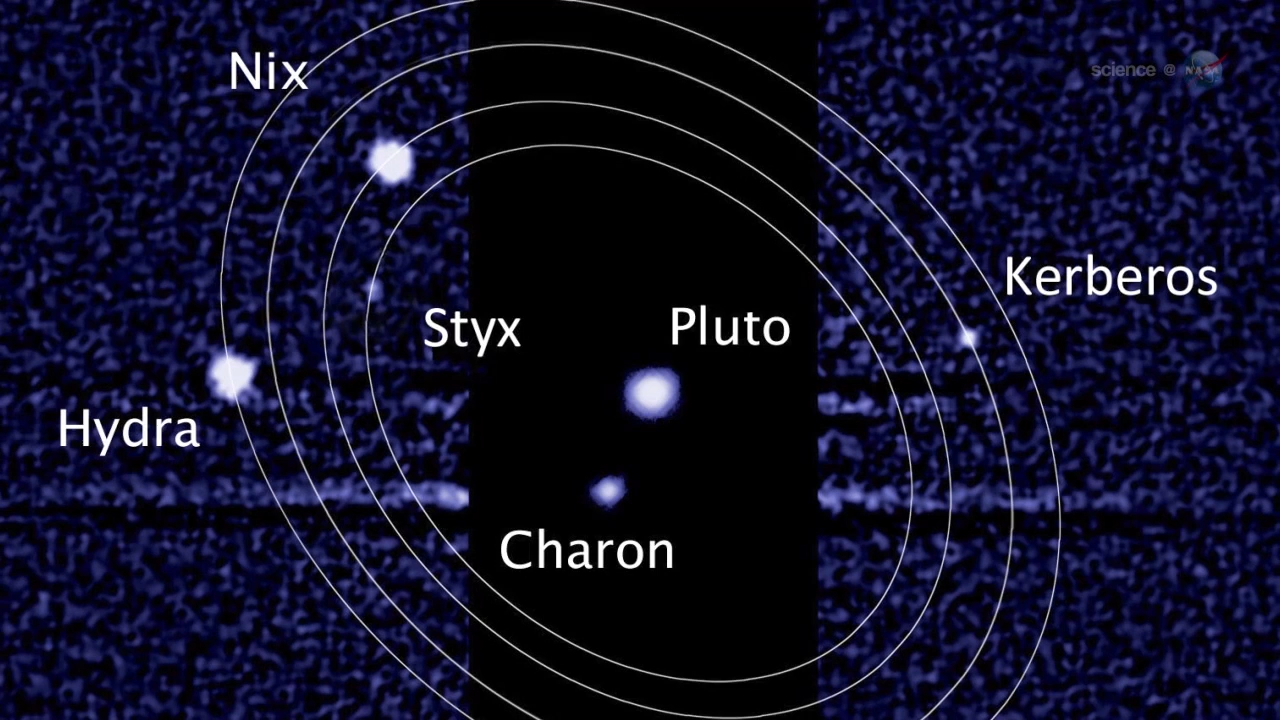 Nix
science @ NASA
Kerberos
Styx
Pluto
Hydra
Charon